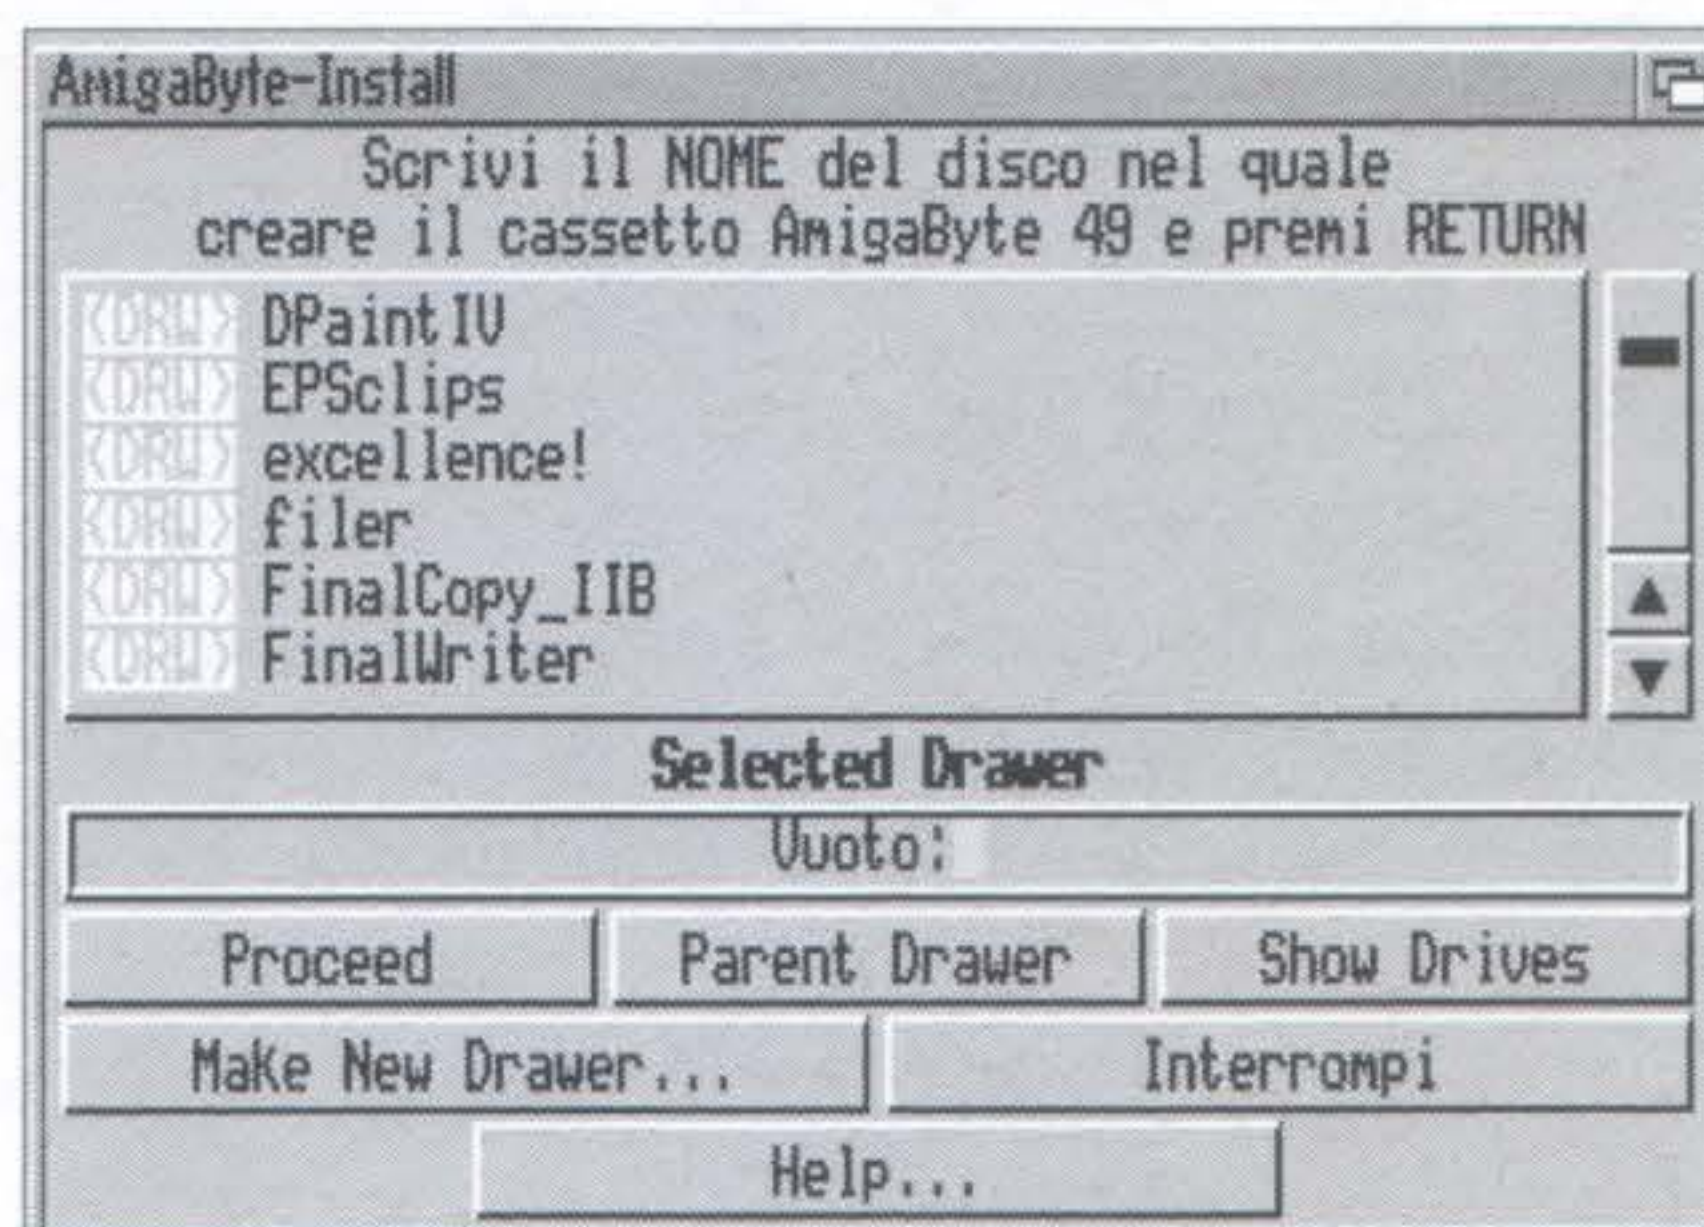 AmigaByte-Install
Scrivi il NOME del disco nel quale
creare il cassetto AmigaByte 49 e premi RETURN
<DRW> DPaintIV
<DRW> EPSclips
<DRW> excellence!
<DRW> filer
<DRW> FinalCopy_IIB
<DRW> FinalWriter
Selected Drawer
Vuoto:
Proceed Parent Drawer Show Drives
Make New Drawer... Interrompi
Help...